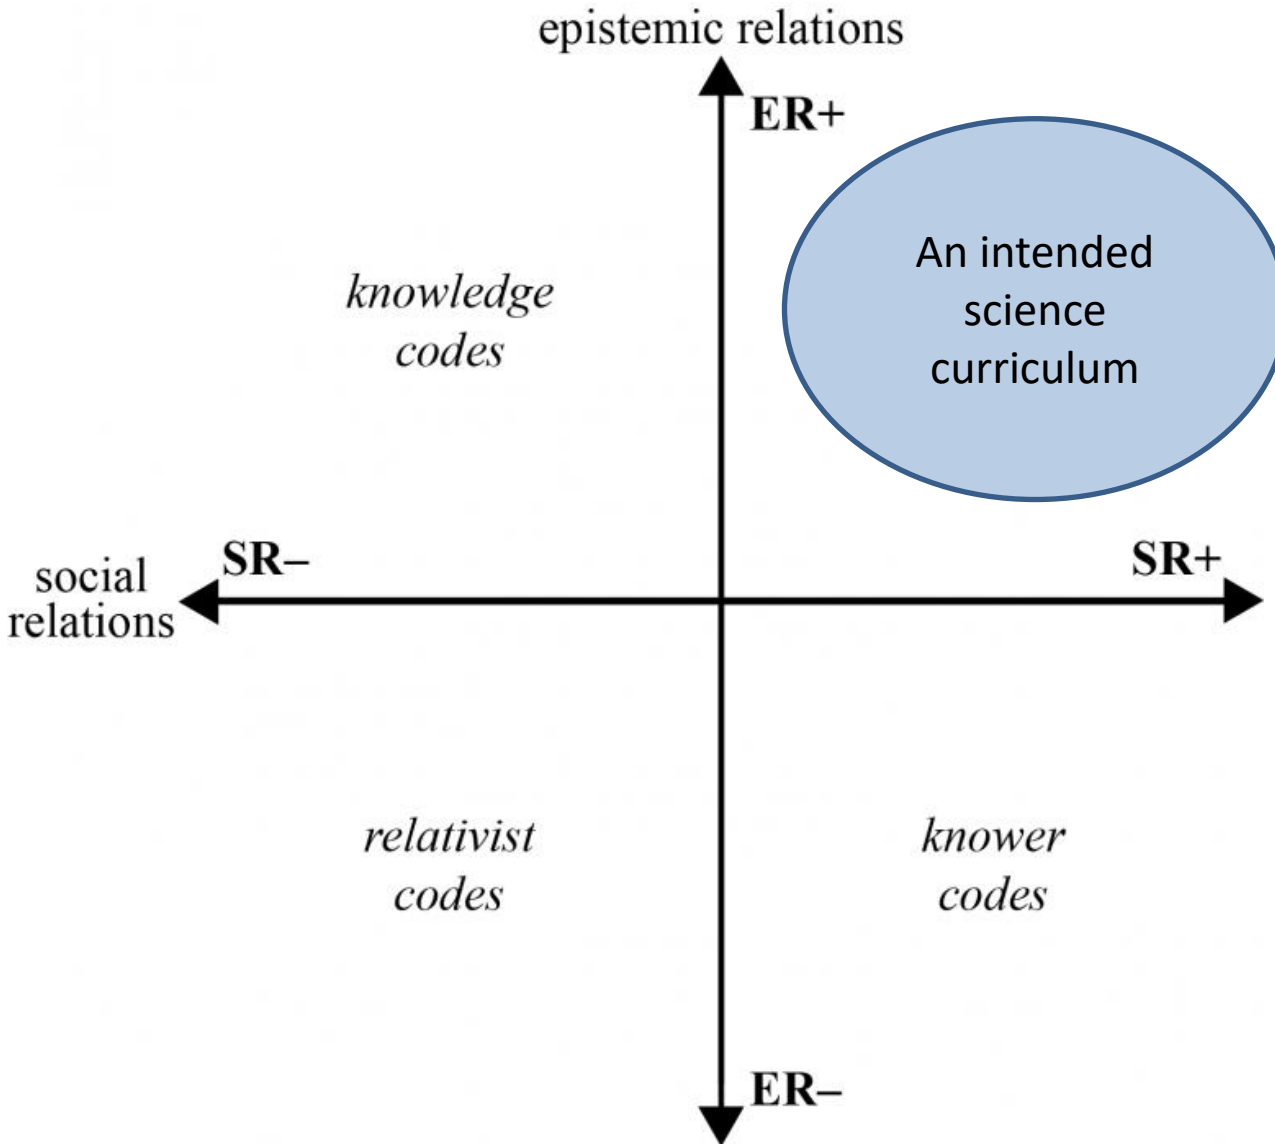 epistemic relations
ER+
An intended
science
curriculum
knowledge
codes
SR–
SR+
social
relations
relativist
codes
knower
codes
ER–